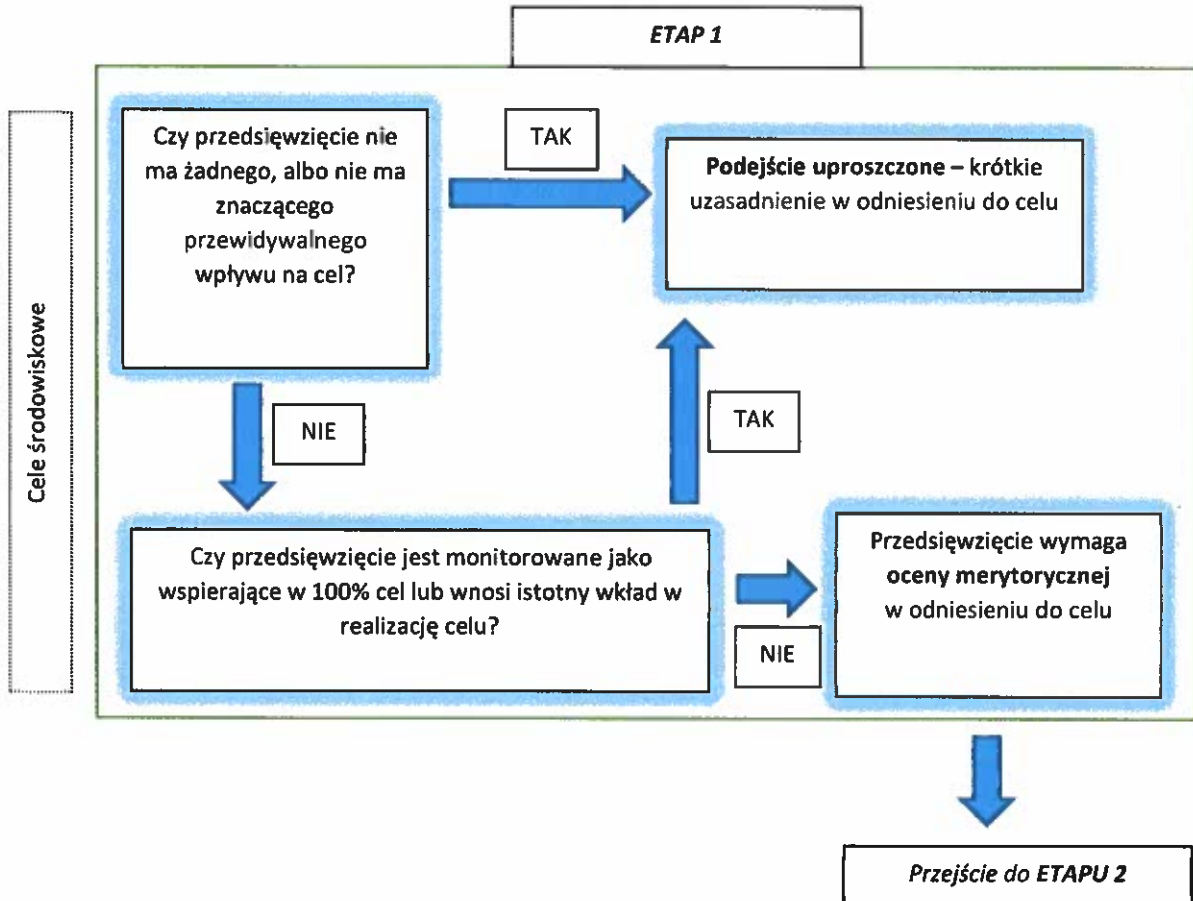 ETAP 1
Cele środowiskowe
Czy przedsięwzięcie nie
ma żadnego, albo nie ma
znaczącego
przewidywalnego
wpływu na cel?
TAK
Podejście uproszczone – krótkie
uzasadnienie w odniesieniu do celu
NIE
TAK
Czy przedsięwzięcie jest monitorowane jako
wspierające w 100% cel lub wnosi istotny wkład w
realizację celu?
NIE
Przedsięwzięcie wymaga
oceny merytorycznej
w odniesieniu do celu
Przejście do ETAPU 2